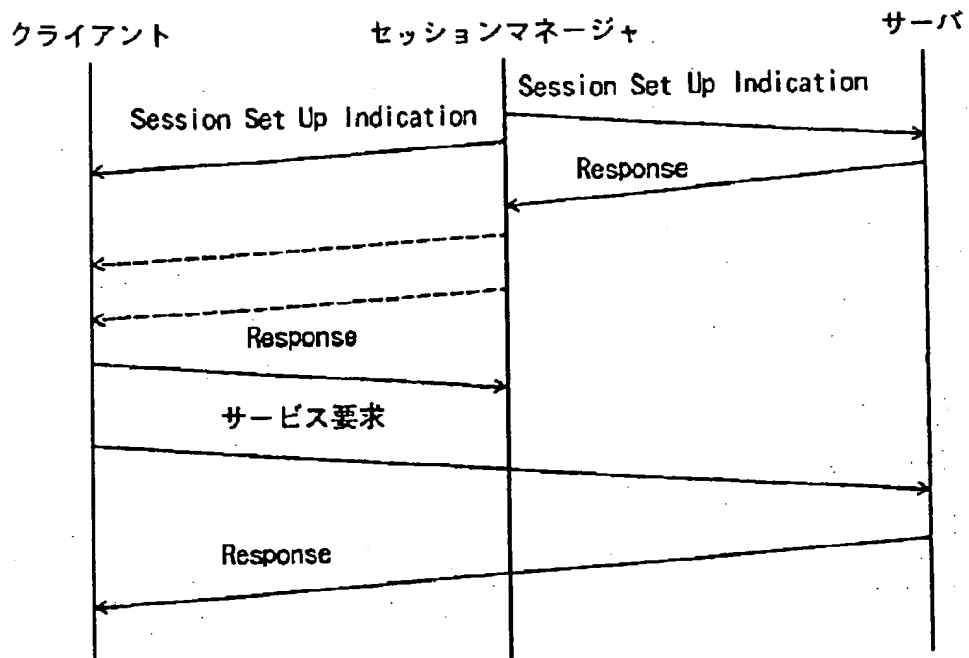 クライアント
セッションマネージャ
サーバ
Session Set Up Indication
Session Set Up Indication
Response
Response
サービス要求
Response